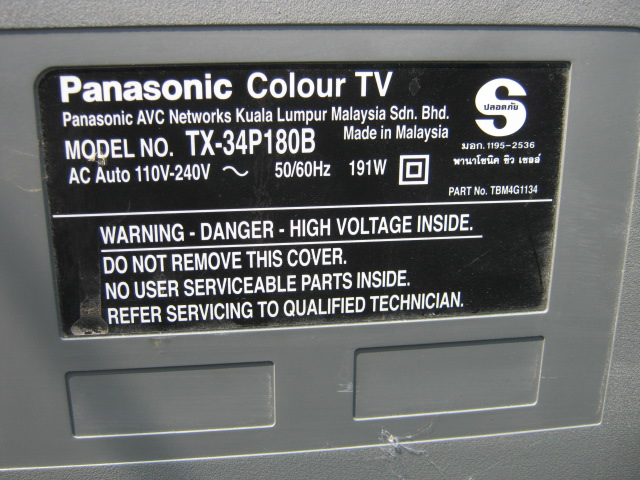 Panasonic Colour TV
Panasonic AVC Networks Kuala Lumpur Malaysia Sdn. Bhd.
Made in Malaysia
MODEL NO. TX-34P180B
AC Auto 110V-240V ~ 50/60Hz 191W
ปลอดภัย
มอก. 1195-2536
พานาโซนิค ซิว เซลล์
PART No. TBM4G1134
WARNING - DANGER - HIGH VOLTAGE INSIDE.
DO NOT REMOVE THIS COVER.
NO USER SERVICEABLE PARTS INSIDE.
REFER SERVICING TO QUALIFIED TECHNICIAN.